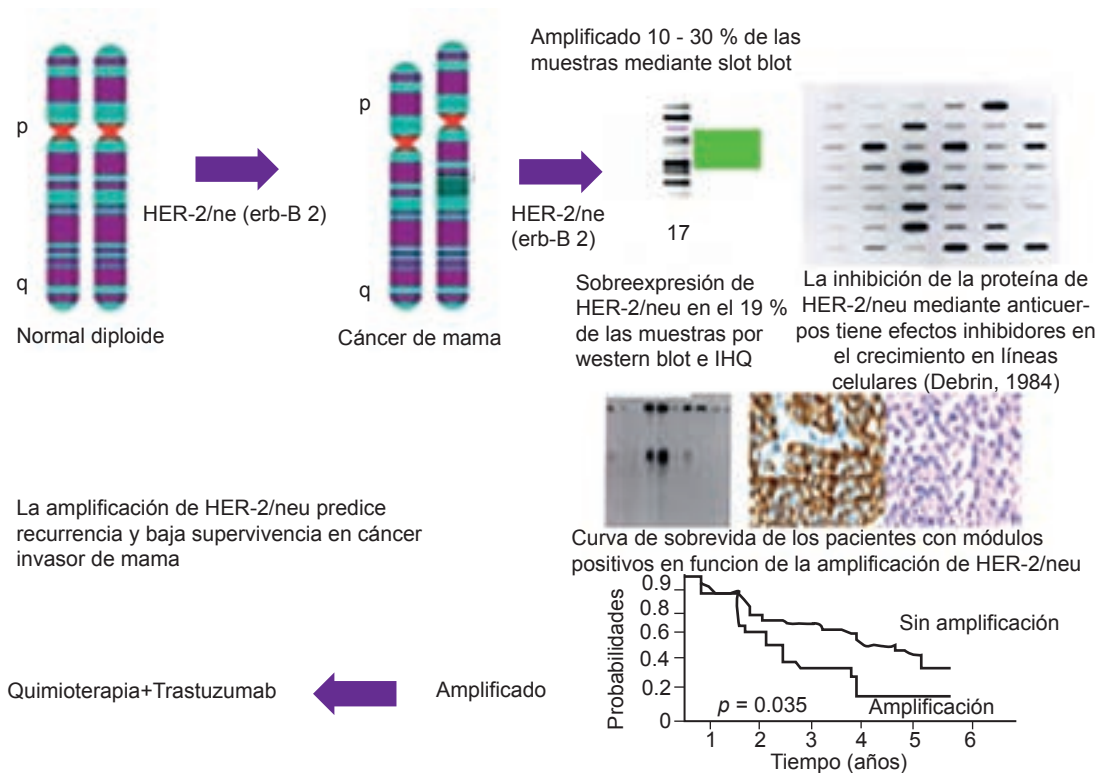 Amplificado 10 - 30 % de las
muestras mediante slot blot
p
q
Normal diploide
HER-2/ne (erb-B 2)
p
q
Cáncer de mama
HER-2/ne
(erb-B 2)
17
Sobreexpresión de
HER-2/neu en el 19 %
de las muestras por
western blot e IHQ
La inhibición de la proteína de
HER-2/neu mediante anticuer-
pos tiene efectos inhibidores en
el crecimiento en líneas
celulares (Debrin, 1984)
La amplificación de HER-2/neu predice
recurrencia y baja supervivencia en cáncer
invasor de mama
Curva de sobrevida de los pacientes con módulos
positivos en funcion de la amplificación de HER-2/neu
Probabilidades
0.9
0.8
0.6
0.4
0.2
0
Sin amplificación
Amplificación
p = 0.035
1 2 3 4 5 6
Tiempo (años)
Amplificado
Quimioterapia+Trastuzumab